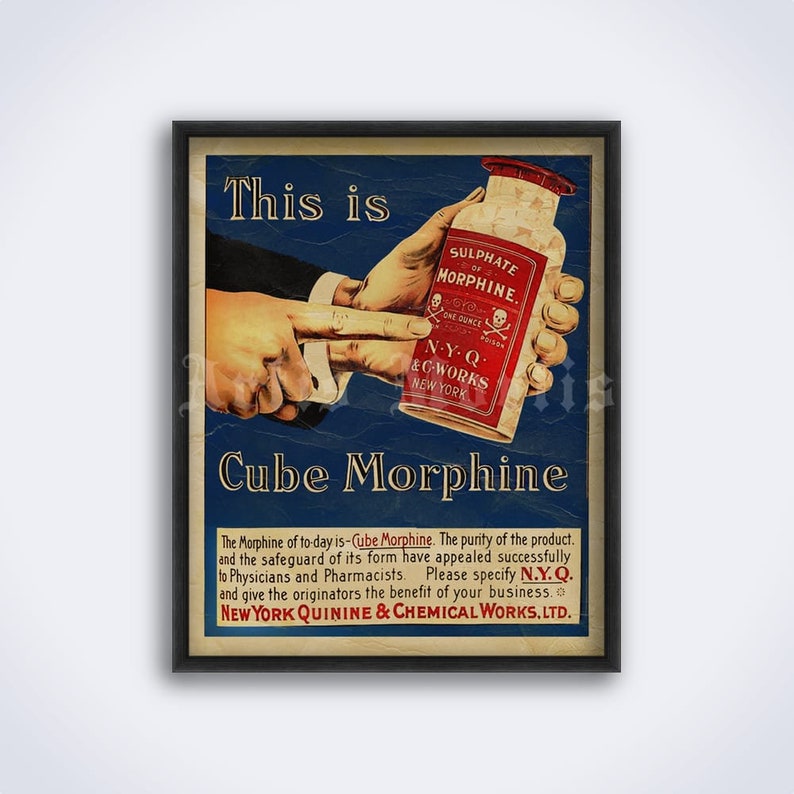 This is
SULPHATE
OF
MORPHINE.
ONE OUNCE
POISON
N·Y·Q·
& C·WORKS
NEW YORK.
Cube Morphine
The Morphine of to-day is-Cube Morphine. The purity of the product.
and the safeguard of its form have appealed successfully
to Physicians and Pharmacists. Please specify N.Y.Q.
and give the originators the benefit of your business.
NEW YORK QUININE & CHEMICAL WORKS, LTD.